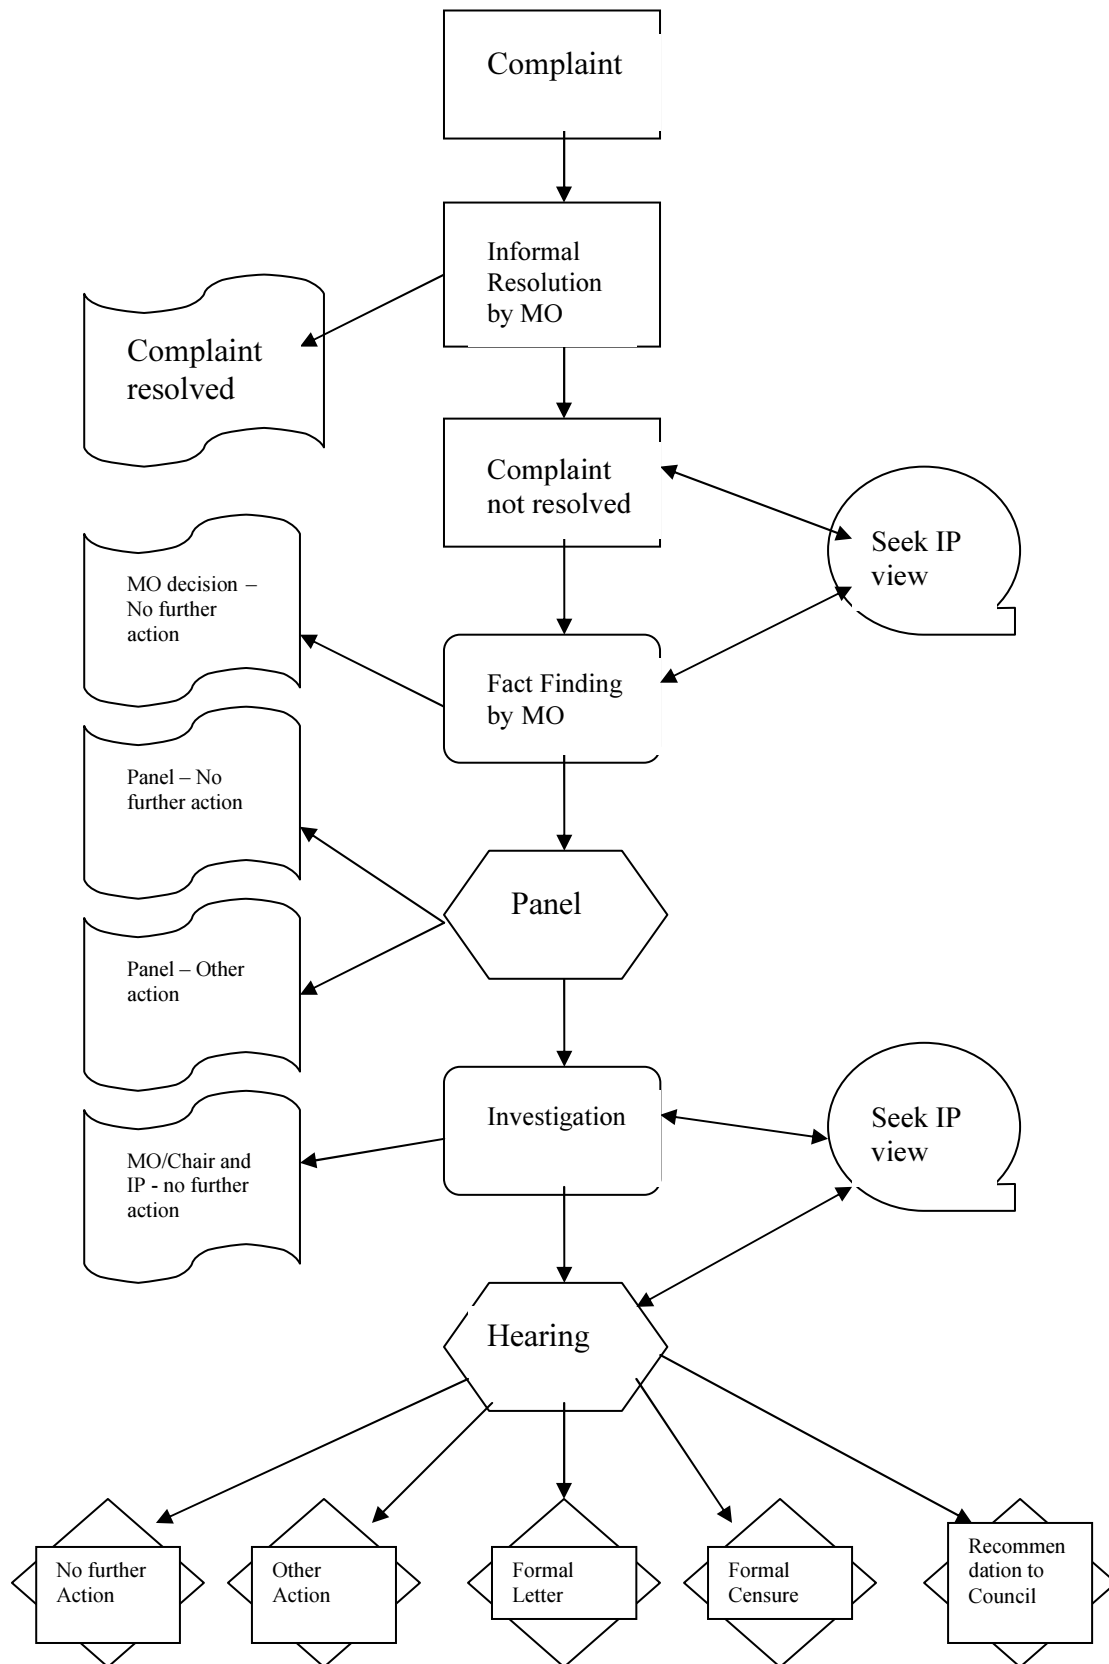 Complaint
Informal
Resolution
by MO
Complaint
resolved
Complaint
not resolved
Seek IP
view
MO decision –
No further
action
Fact Finding
by MO
Panel – No
further action
Panel
Panel – Other
action
Investigation
Seek IP
view
MO/Chair and
IP - no further
action
Hearing
No further
Action
Other
Action
Formal
Letter
Formal
Censure
Recommen
dation to
Council